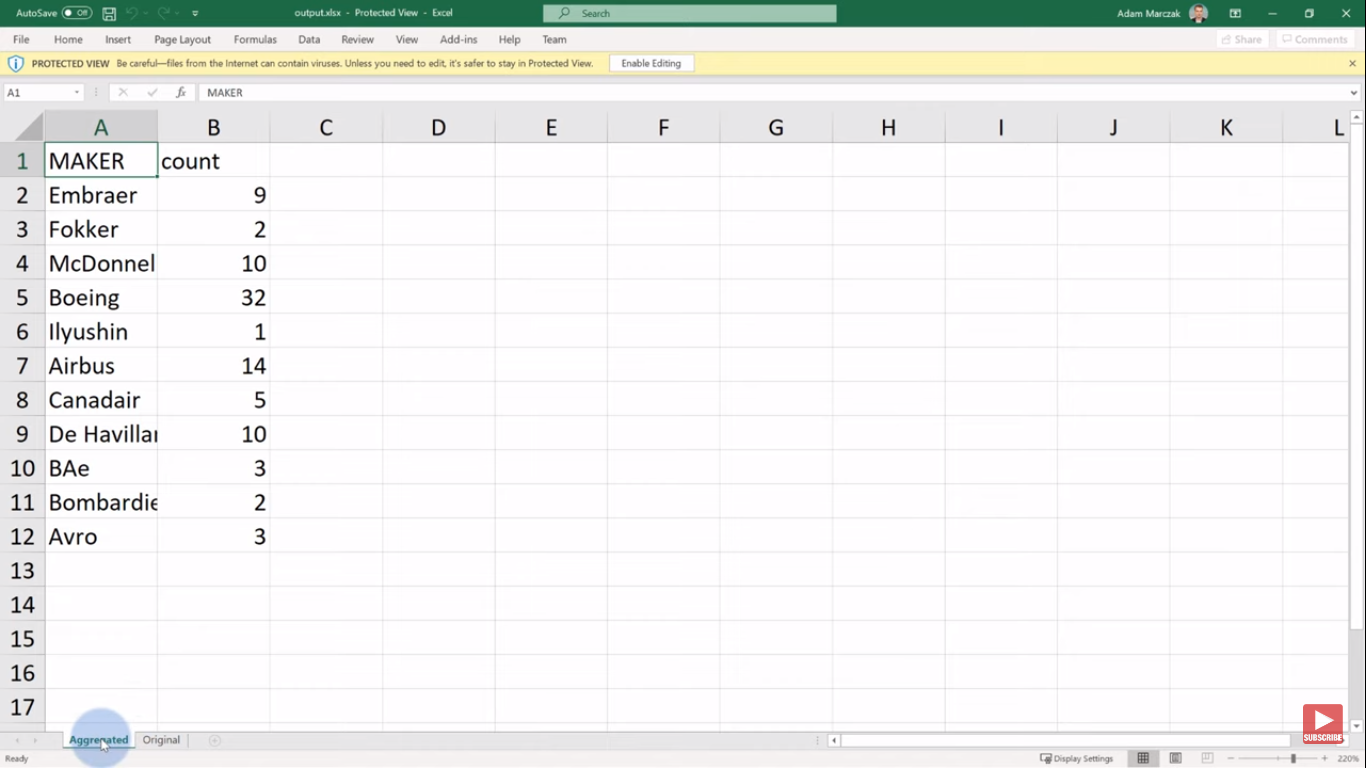 AutoSave Off output.xlsx - Protected View - Excel Search Adam Marczak
File Home Insert Page Layout Formulas Data Review View Add-ins Help Team Share Comments
PROTECTED VIEW Be careful—files from the Internet can contain viruses. Unless you need to edit, it's safer to stay in Protected View. Enable Editing
A1 fx MAKER
A B C D E F G H I J K L
1 MAKER count
2 Embraer 9
3 Fokker 2
4 McDonnel 10
5 Boeing 32
6 Ilyushin 1
7 Airbus 14
8 Canadair 5
9 De Havillan 10
10 BAe 3
11 Bombardie 2
12 Avro 3
13
14
15
16
17
SUBSCRIBE
Aggregated Original
Ready Display Settings 220%